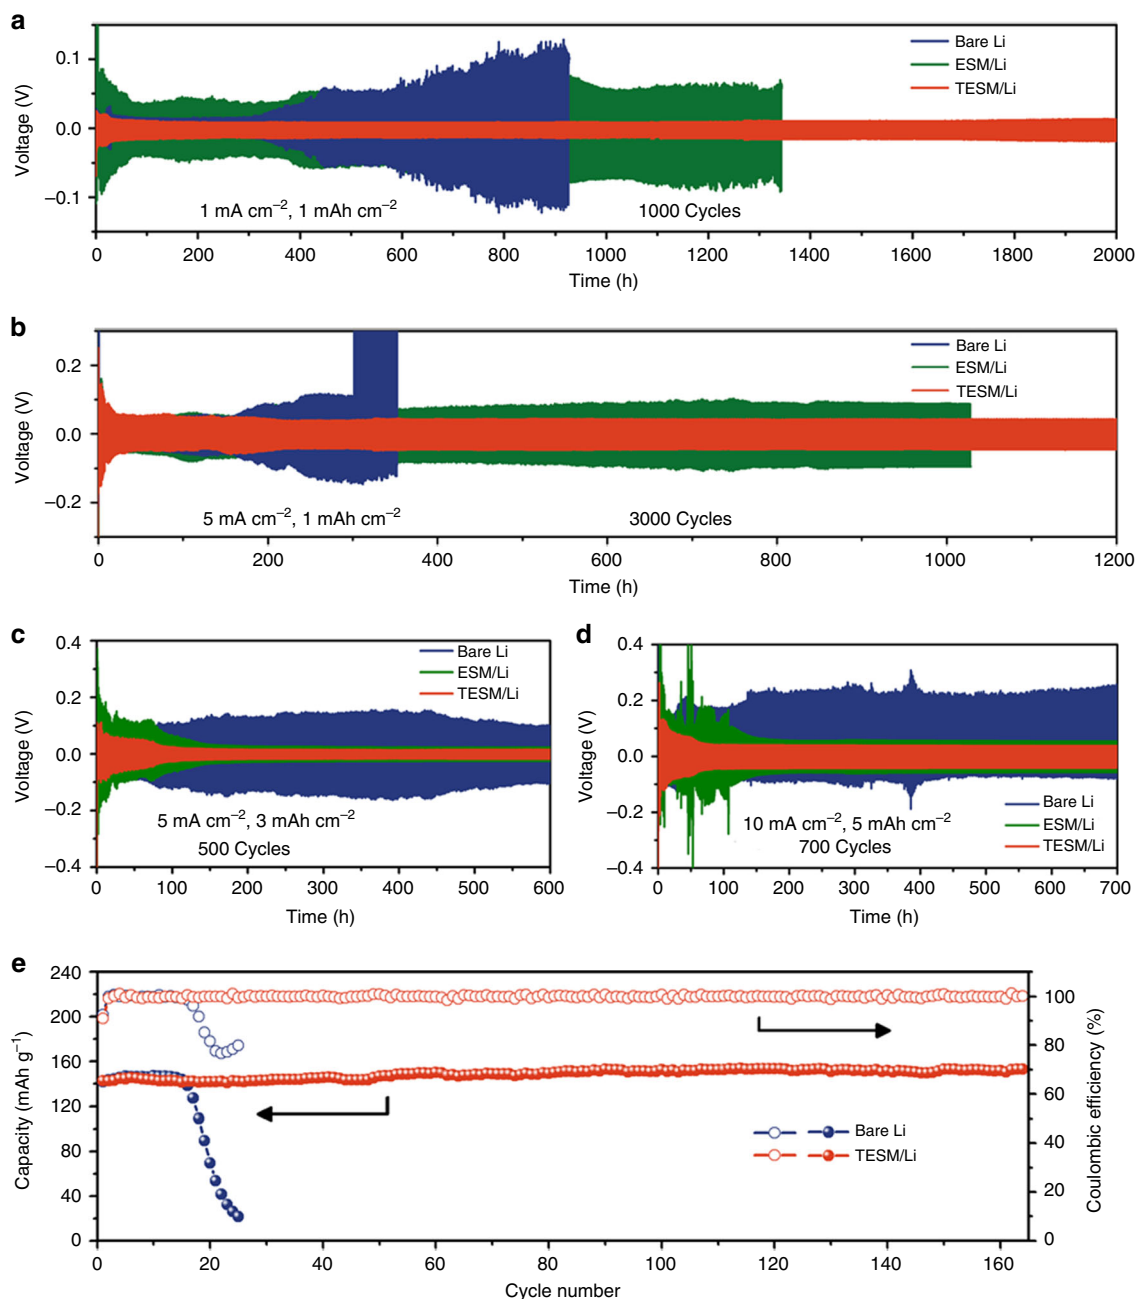 a
Voltage (V)
0.1
0.0
–0.1
Bare Li
ESM/Li
TESM/Li
1 mA cm⁻², 1 mAh cm⁻²
1000 Cycles
0 200 400 600 800 1000 1200 1400 1600 1800 2000
Time (h)
b
Voltage (V)
0.2
0.0
–0.2
Bare Li
ESM/Li
TESM/Li
5 mA cm⁻², 1 mAh cm⁻²
3000 Cycles
0 200 400 600 800 1000 1200
Time (h)
c
Voltage (V)
0.4
0.2
0.0
–0.2
–0.4
Bare Li
ESM/Li
TESM/Li
5 mA cm⁻², 3 mAh cm⁻²
500 Cycles
0 100 200 300 400 500 600
Time (h)
d
Voltage (V)
0.4
0.2
0.0
–0.2
–0.4
Bare Li
ESM/Li
TESM/Li
10 mA cm⁻², 5 mAh cm⁻²
700 Cycles
0 100 200 300 400 500 600 700
Time (h)
e
Capacity (mAh g⁻¹)
240
200
160
120
80
40
0
Bare Li
TESM/Li
100
80
60
40
20
0
Coulombic efficiency (%)
0 20 40 60 80 100 120 140 160
Cycle number